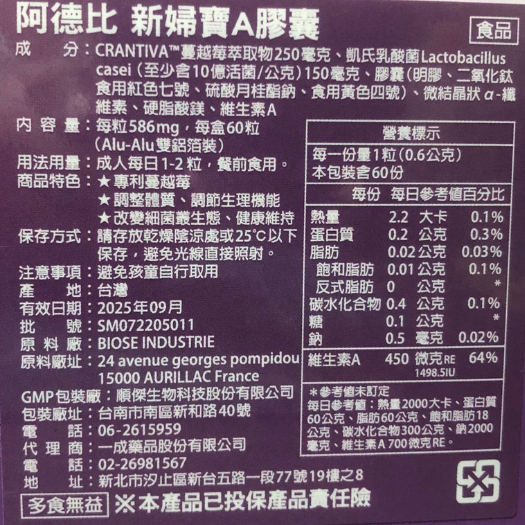 阿德比 新婦寶A膠囊
食品
成 分：CRANTIVA™蔓越莓萃取物250毫克、凱氏乳酸菌Lactobacillus
casei（至少含10億活菌/公克）150毫克、膠囊（明膠、二氧化鈦
食用紅色七號、硫酸月桂酯鈉、食用黃色四號）、微結晶狀α-纖
維素、硬脂酸鎂、維生素A
內 容 量：每粒586mg，每盒60粒
（Alu-Alu雙鋁箔裝）
用法用量：成人每日1-2粒，餐前食用。
商品特色：★專利蔓越莓
★調整體質、調節生理機能
★改變細菌叢生態、健康維持
保存方式：請存放乾燥陰涼處或25℃以下
保存，避免光線直接照射。
注意事項：避免孩童自行取用
產 地：台灣
有效日期：2025年09月
批 號：SM072205011
原 料 廠：BIOSE INDUSTRIE
原料廠址：24 avenue georges pompidou
15000 AURILLAC France
GMP包裝廠：順傑生物科技股份有限公司
包裝廠址：台南市南區新和路40號
電 話：06-2615959
代 理 商：一成藥品股份有限公司
電 話：02-26981567
地 址：新北市汐止區新台五路一段77號19樓之8
多食無益 ※本產品已投保產品責任險
營養標示
每一份量1粒（0.6公克）
本包裝含60份
每份 每日參考值百分比
熱量 2.2 大卡 0.1%
蛋白質 0.2 公克 0.3%
脂肪 0.02公克 0.03%
飽和脂肪 0.01公克 0.1%
反式脂肪 0 公克 *
碳水化合物 0.4 公克 0.1%
糖 0.1 公克 *
鈉 0.5 毫克 0.02%
維生素A 450 微克RE 64%
1498.5IU
＊參考值未訂定
每日參考值：熱量2000大卡、蛋白質
60公克、脂肪60公克、飽和脂肪18
公克、碳水化合物300公克、鈉2000
毫克、維生素A700微克RE。